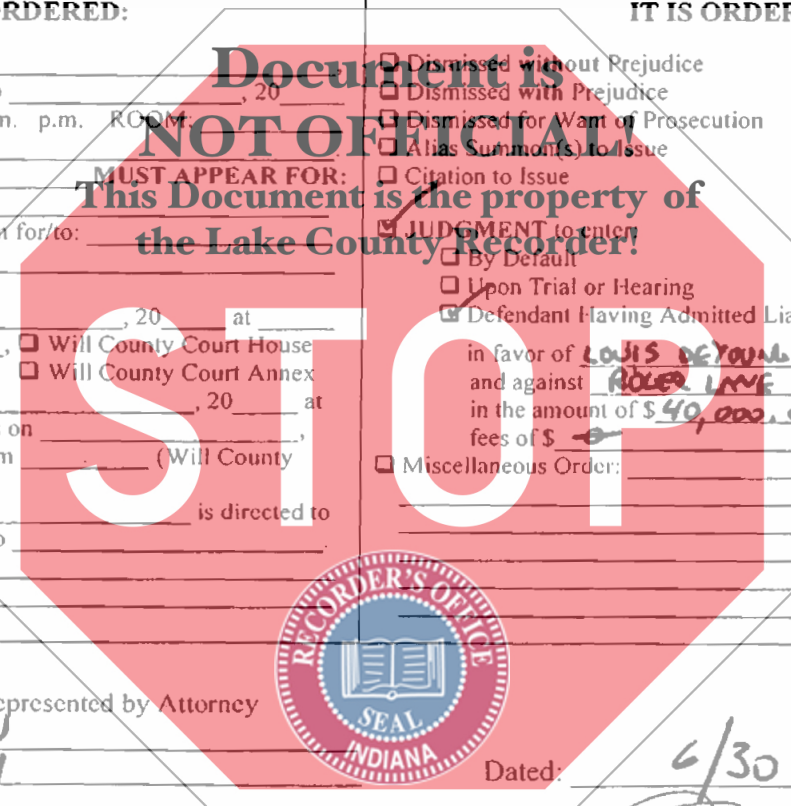 RDERED:
IT IS ORDER
Document is
NOT OFFICIAL!
This Document is the property of
the Lake County Recorder!
STOP
, 20
n. p.m. ROOM:
MUST APPEAR FOR:
n for/to:
, 20 at
, ☐ Will County Court House
☐ Will County Court Annex
, 20 at
on ,
m (Will County
is directed to
epresented by Attorney
☐ Dismissed without Prejudice
☐ Dismissed with Prejudice
☐ Dismissed for Want of Prosecution
☐ Alias Summon(s) to Issue
☐ Citation to Issue
☑ JUDGMENT to enter:
☐ By Default
☐ Upon Trial or Hearing
☑ Defendant Having Admitted Lia
in favor of LOUIS DEYOUNG
and against
in the amount of $ 40,000.
fees of $
☐ Miscellaneous Order:
RECORDER'S OFFICE
SEAL
INDIANA
Dated: 6/30